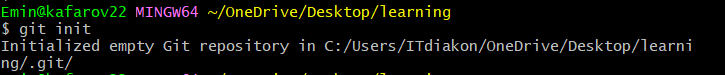 Emin@kafarov22 MINGW64 ~/OneDrive/Desktop/learning
$ git init
Initialized empty Git repository in C:/Users/ITdiakon/OneDrive/Desktop/learni
ng/.git/